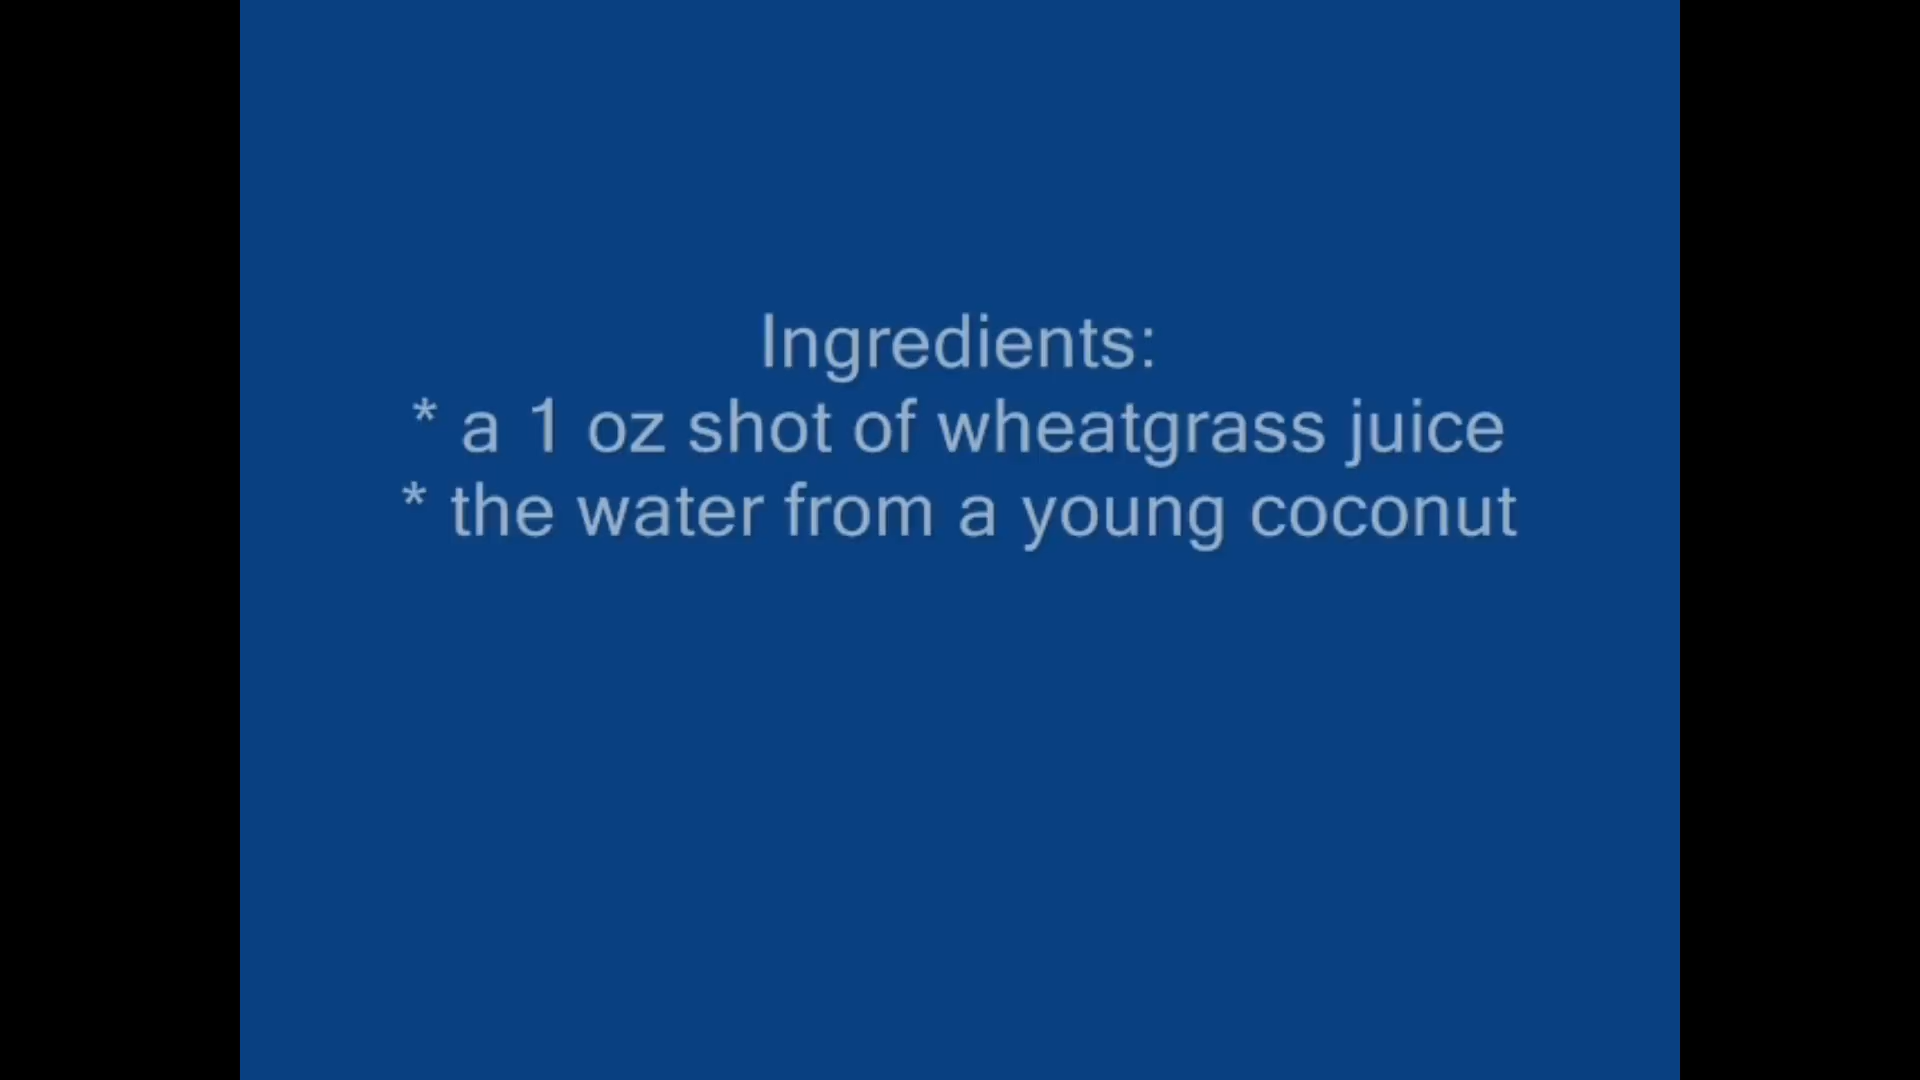 Ingredients:
* a 1 oz shot of wheatgrass juice
* the water from a young coconut